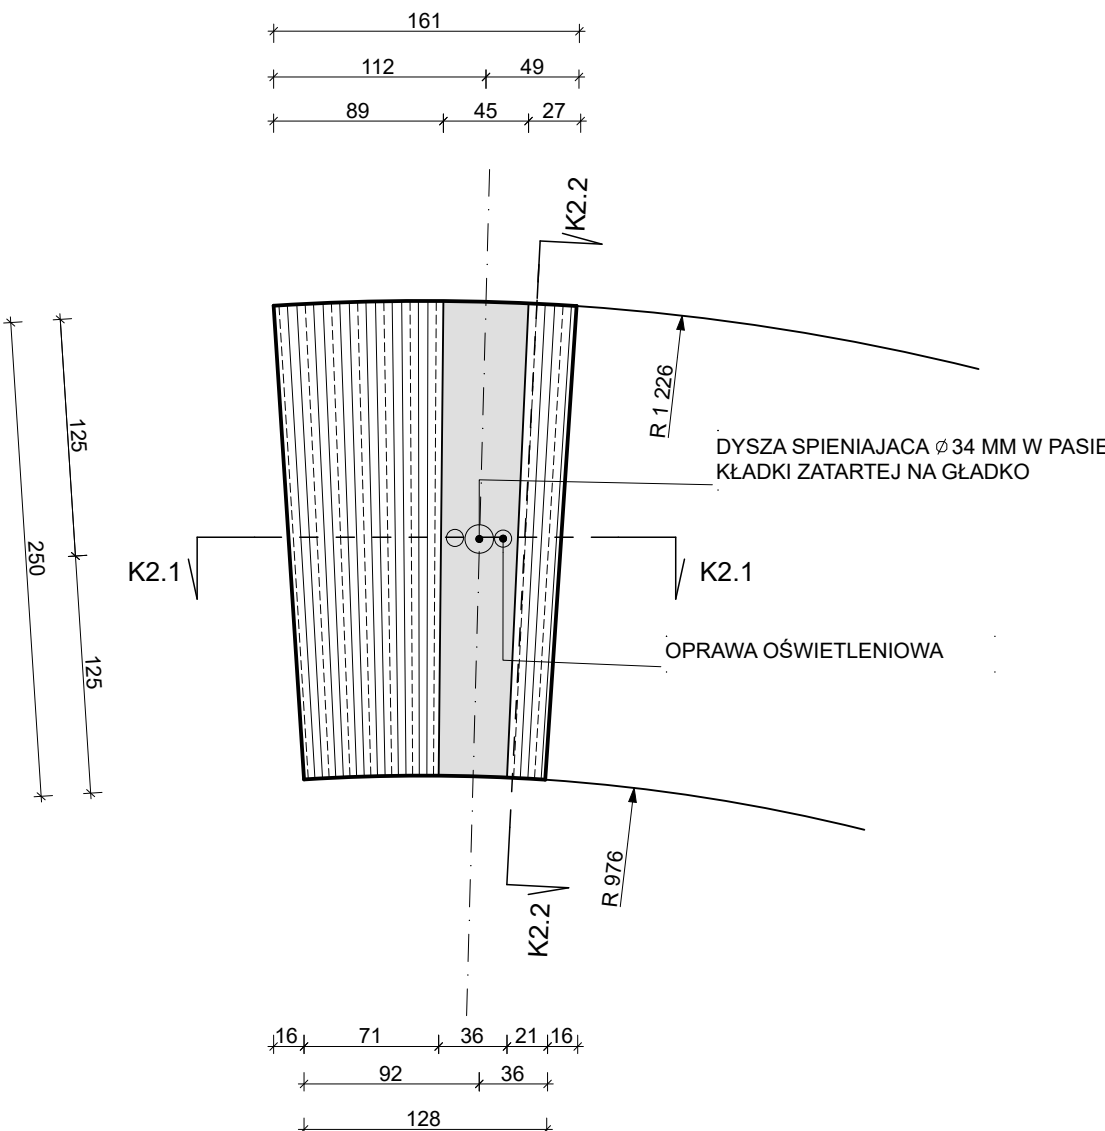 161
112 49
89 45 27
K2.2
R 1 226
125
DYSZA SPIENIAJACA ⌀ 34 MM W PASIE
KŁADKI ZATARTEJ NA GŁADKO
250
K2.1 K2.1
125
OPRAWA OŚWIETLENIOWA
R 976
K2.2
16 71 36 21 16
92 36
128